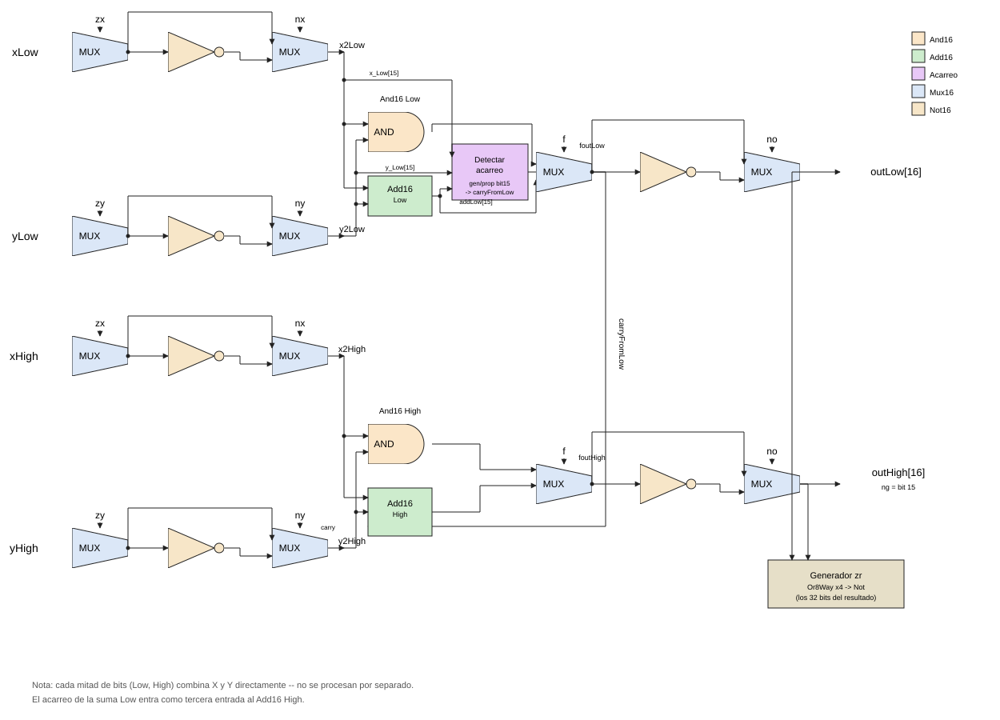 zx
nx
xLow
MUX
MUX
x2Low
And16
Add16
Acarreo
Mux16
Not16
x_Low[15]
And16 Low
AND
f
foutLow
no
Detectar
acarreo
gen/prop bit15
-> carryFromLow
addLow[15]
y_Low[15]
Add16
Low
MUX
MUX
outLow[16]
zy
ny
yLow
MUX
MUX
y2Low
zx
nx
xHigh
MUX
MUX
x2High
carryFromLow
And16 High
AND
f
foutHigh
no
MUX
MUX
outHigh[16]
ng = bit 15
Add16
High
zy
ny
carry
yHigh
MUX
MUX
y2High
Generador zr
Or8Way x4 -> Not
(los 32 bits del resultado)
Nota: cada mitad de bits (Low, High) combina X y Y directamente -- no se procesan por separado.
El acarreo de la suma Low entra como tercera entrada al Add16 High.